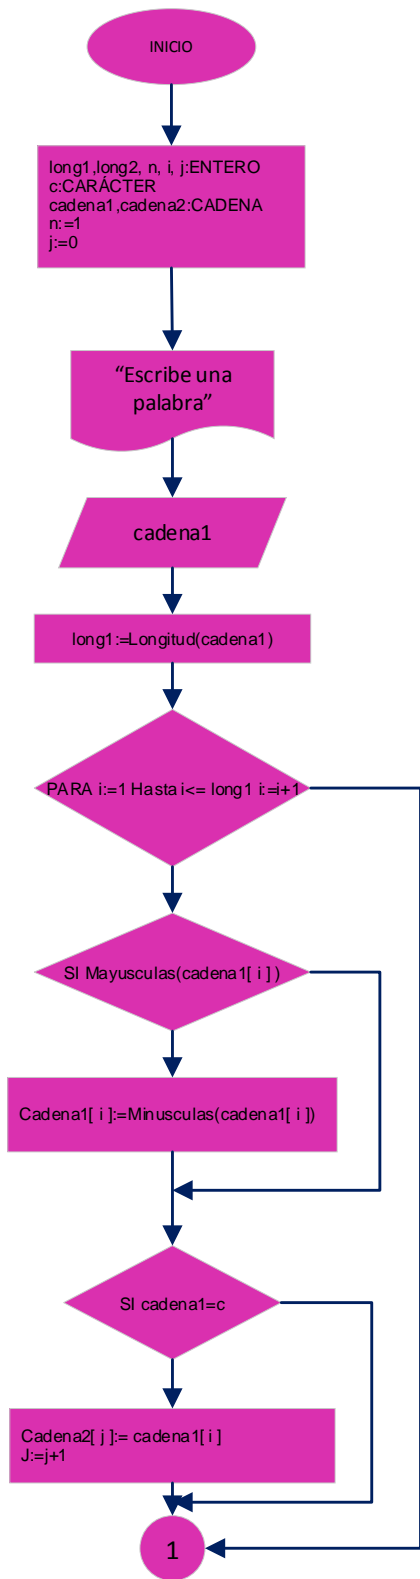 INICIO
long1,long2, n, i, j:ENTERO
c:CARÁCTER
cadena1,cadena2:CADENA
n:=1
j:=0
“Escribe una
palabra”
cadena1
long1:=Longitud(cadena1)
PARA i:=1 Hasta i<= long1 i:=i+1
SI Mayusculas(cadena1[ i ] )
Cadena1[ i ]:=Minusculas(cadena1[ i ])
SI cadena1=c
Cadena2[ j ]:= cadena1[ i ]
J:=j+1
1